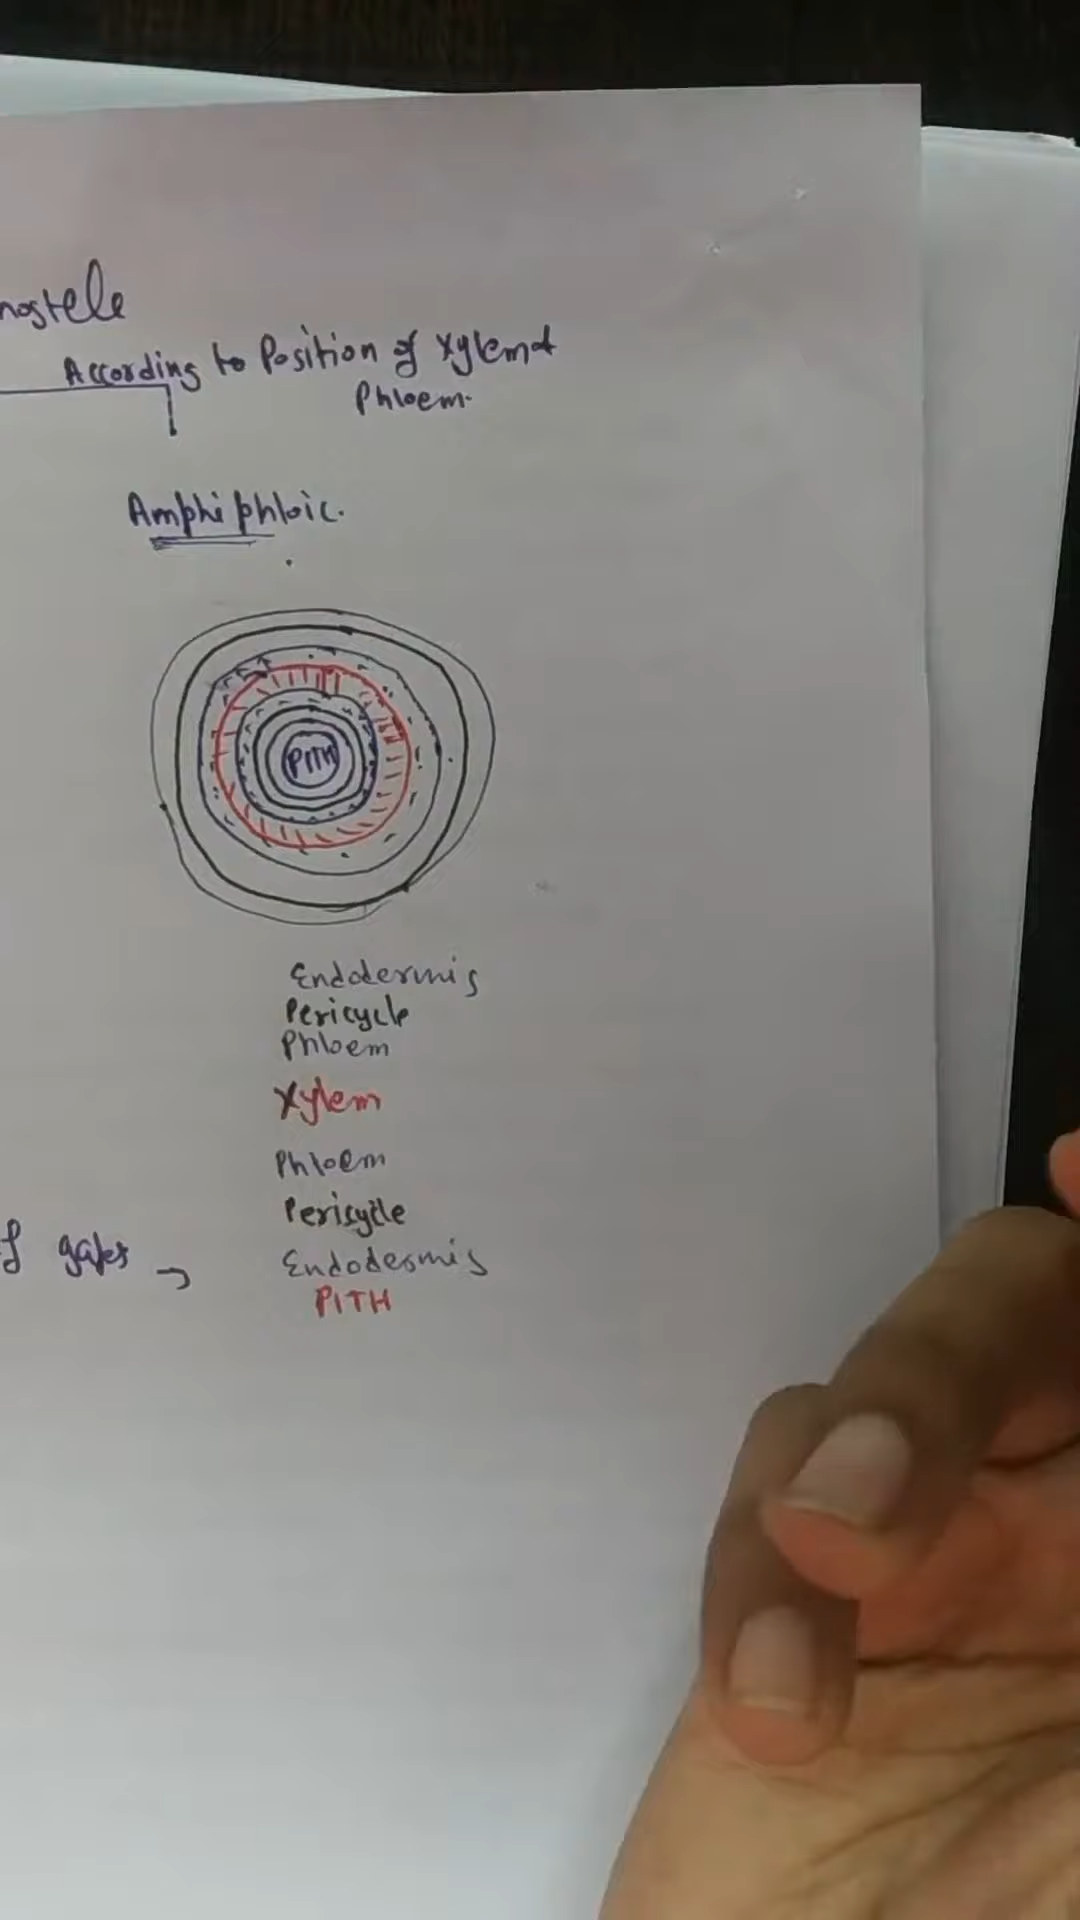 nostele
According to Position of Xylem &
Phloem.
Amphiphloic.
PITH
Endodermis
Pericycle
Phloem
Xylem
Phloem
Pericycle
Endodermis
PITH
gaps